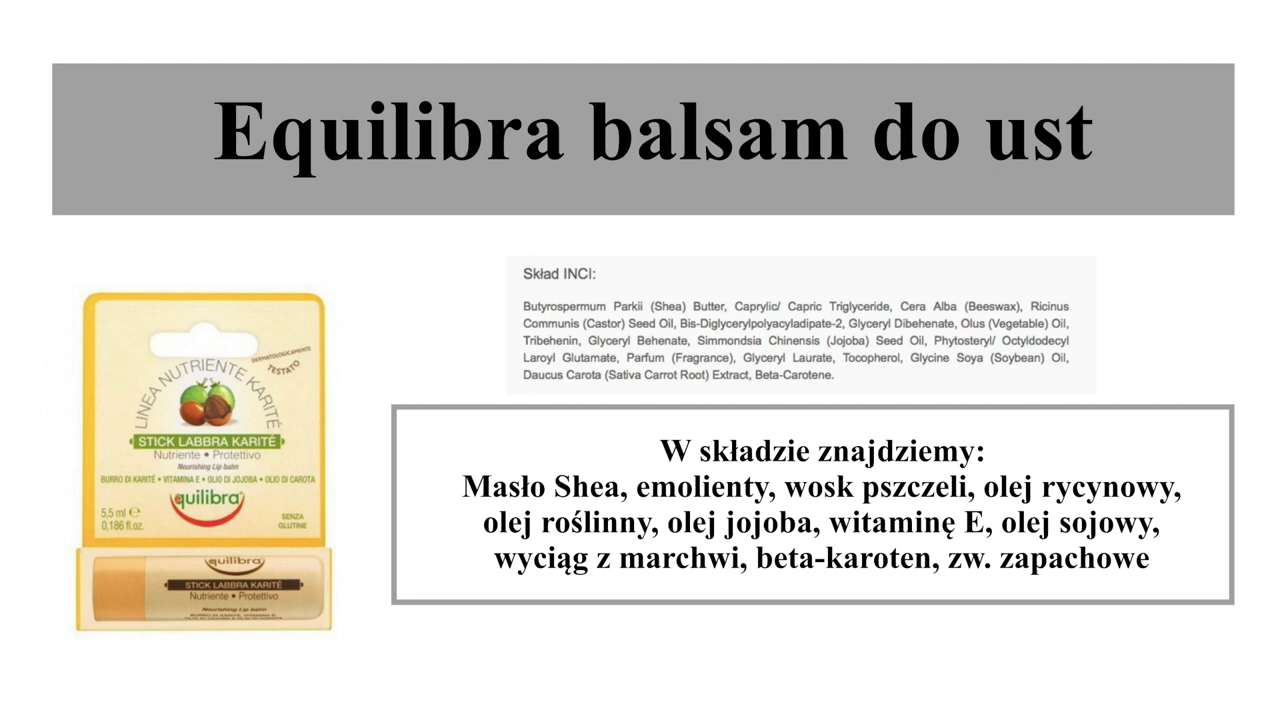 Equilibra balsam do ust
Skład INCI:
Butyrospermum Parkii (Shea) Butter, Caprylic/ Capric Triglyceride, Cera Alba (Beeswax), Ricinus
Communis (Castor) Seed Oil, Bis-Diglycerylpolyacyladipate-2, Glyceryl Dibehenate, Olus (Vegetable) Oil,
Tribehenin, Glyceryl Behenate, Simmondsia Chinensis (Jojoba) Seed Oil, Phytosteryl/ Octyldodecyl
Laroyl Glutamate, Parfum (Fragrance), Glyceryl Laurate, Tocopherol, Glycine Soya (Soybean) Oil,
Daucus Carota (Sativa Carrot Root) Extract, Beta-Carotene.
W składzie znajdziemy:
Masło Shea, emolienty, wosk pszczeli, olej rycynowy,
olej roślinny, olej jojoba, witaminę E, olej sojowy,
wyciąg z marchwi, beta-karoten, zw. zapachowe
DERMATOLOGICAMENTE
TESTATO
LINEA NUTRIENTE KARITÉ
STICK LABBRA KARITÉ
Nutriente • Protettivo
Nourishing Lip balm
BURRO DI KARITÉ • VITAMINA E • OLIO DI JOJOBA • OLIO DI CAROTA
equilibra
5,5 ml ℮
0,186 fl.oz.
SENZA
GLUTINE
equilibra
STICK LABBRA KARITÉ
Nutriente • Protettivo
Nourishing Lip balm